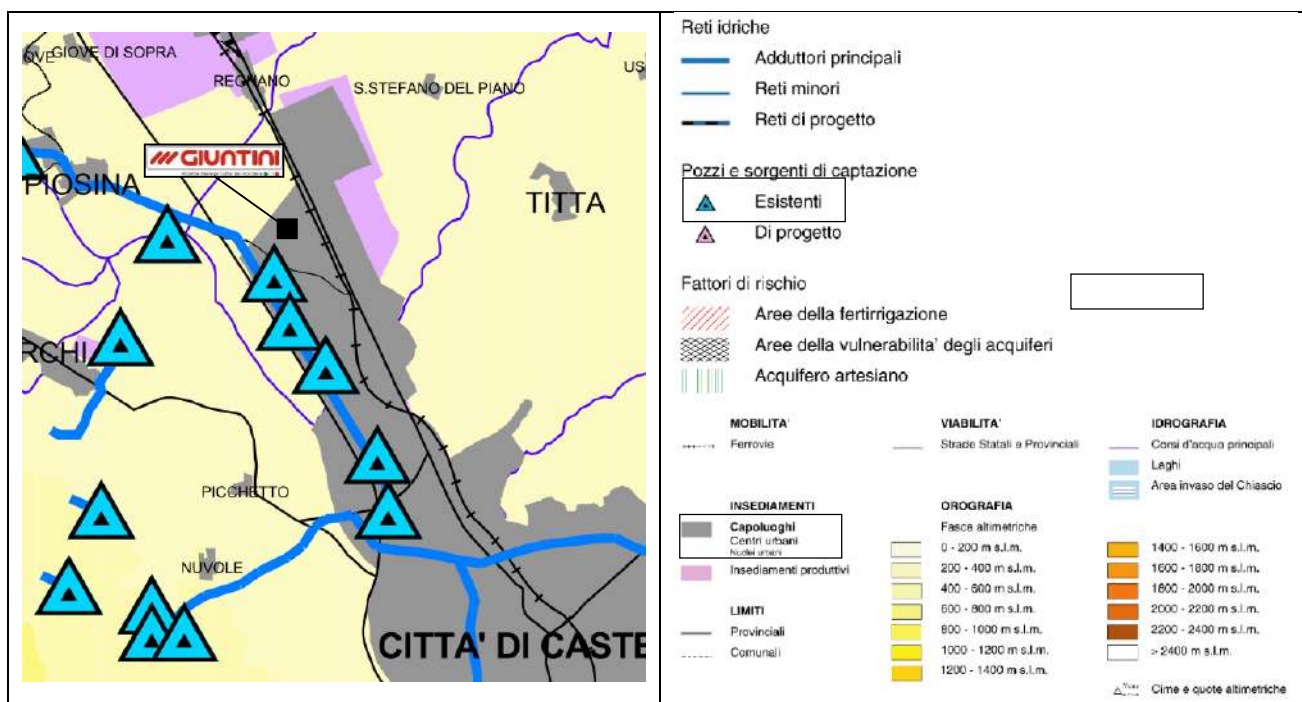 GIOVE DI SOPRA
REGNANO
S.STEFANO DEL PIANO
US
GIUNTINI
PIOSINA
TITTA
RCHI
PICCHETTO
NUVOLE
CITTA' DI CASTE
Reti idriche
Adduttori principali
Reti minori
Reti di progetto
Pozzi e sorgenti di captazione
Esistenti
Di progetto
Fattori di rischio
Aree della fertirrigazione
Aree della vulnerabilita' degli acquiferi
Acquifero artesiano
MOBILITA'
Ferrovie
INSEDIAMENTI
Capoluoghi
Centri urbani
Nuclei urbani
Insediamenti produttivi
LIMITI
Provinciali
Comunali
VIABILITA'
Strade Statali e Provinciali
OROGRAFIA
Fasce altimetriche
0 - 200 m s.l.m.
200 - 400 m s.l.m.
400 - 600 m s.l.m.
600 - 800 m s.l.m.
800 - 1000 m s.l.m.
1000 - 1200 m s.l.m.
1200 - 1400 m s.l.m.
IDROGRAFIA
Corsi d'acqua principali
Laghi
Area invaso del Chiascio
1400 - 1600 m s.l.m.
1600 - 1800 m s.l.m.
1800 - 2000 m s.l.m.
2000 - 2200 m s.l.m.
2200 - 2400 m s.l.m.
> 2400 m s.l.m.
Cime e quote altimetriche